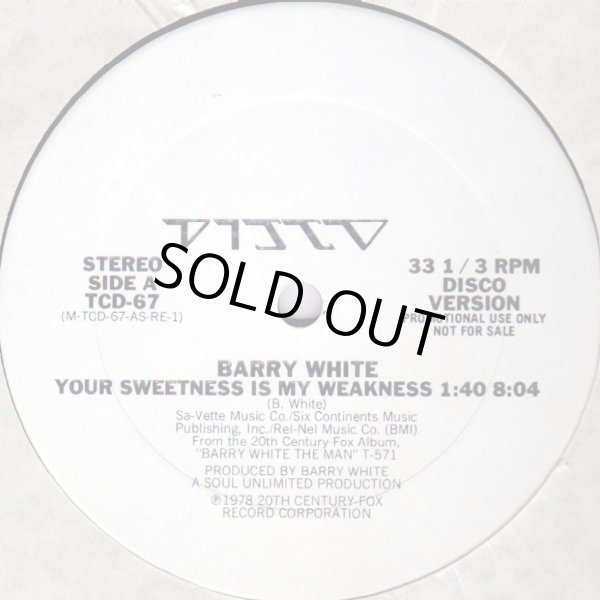 DISCO
STEREO
SIDE A
TCD-67
(M-TCD-67-AS-RE-1)
33 1/3 RPM
DISCO
VERSION
PROMOTIONAL USE ONLY
NOT FOR SALE
SOLD OUT
BARRY WHITE
YOUR SWEETNESS IS MY WEAKNESS 1:40 8:04
(B. White)
Sa-Vette Music Co./Six Continents Music
Publishing, Inc./Rel-Nel Music Co. (BMI)
From the 20th Century-Fox Album,
"BARRY WHITE THE MAN" T-571
PRODUCED BY BARRY WHITE
A SOUL UNLIMITED PRODUCTION
℗1978 20TH CENTURY-FOX
RECORD CORPORATION